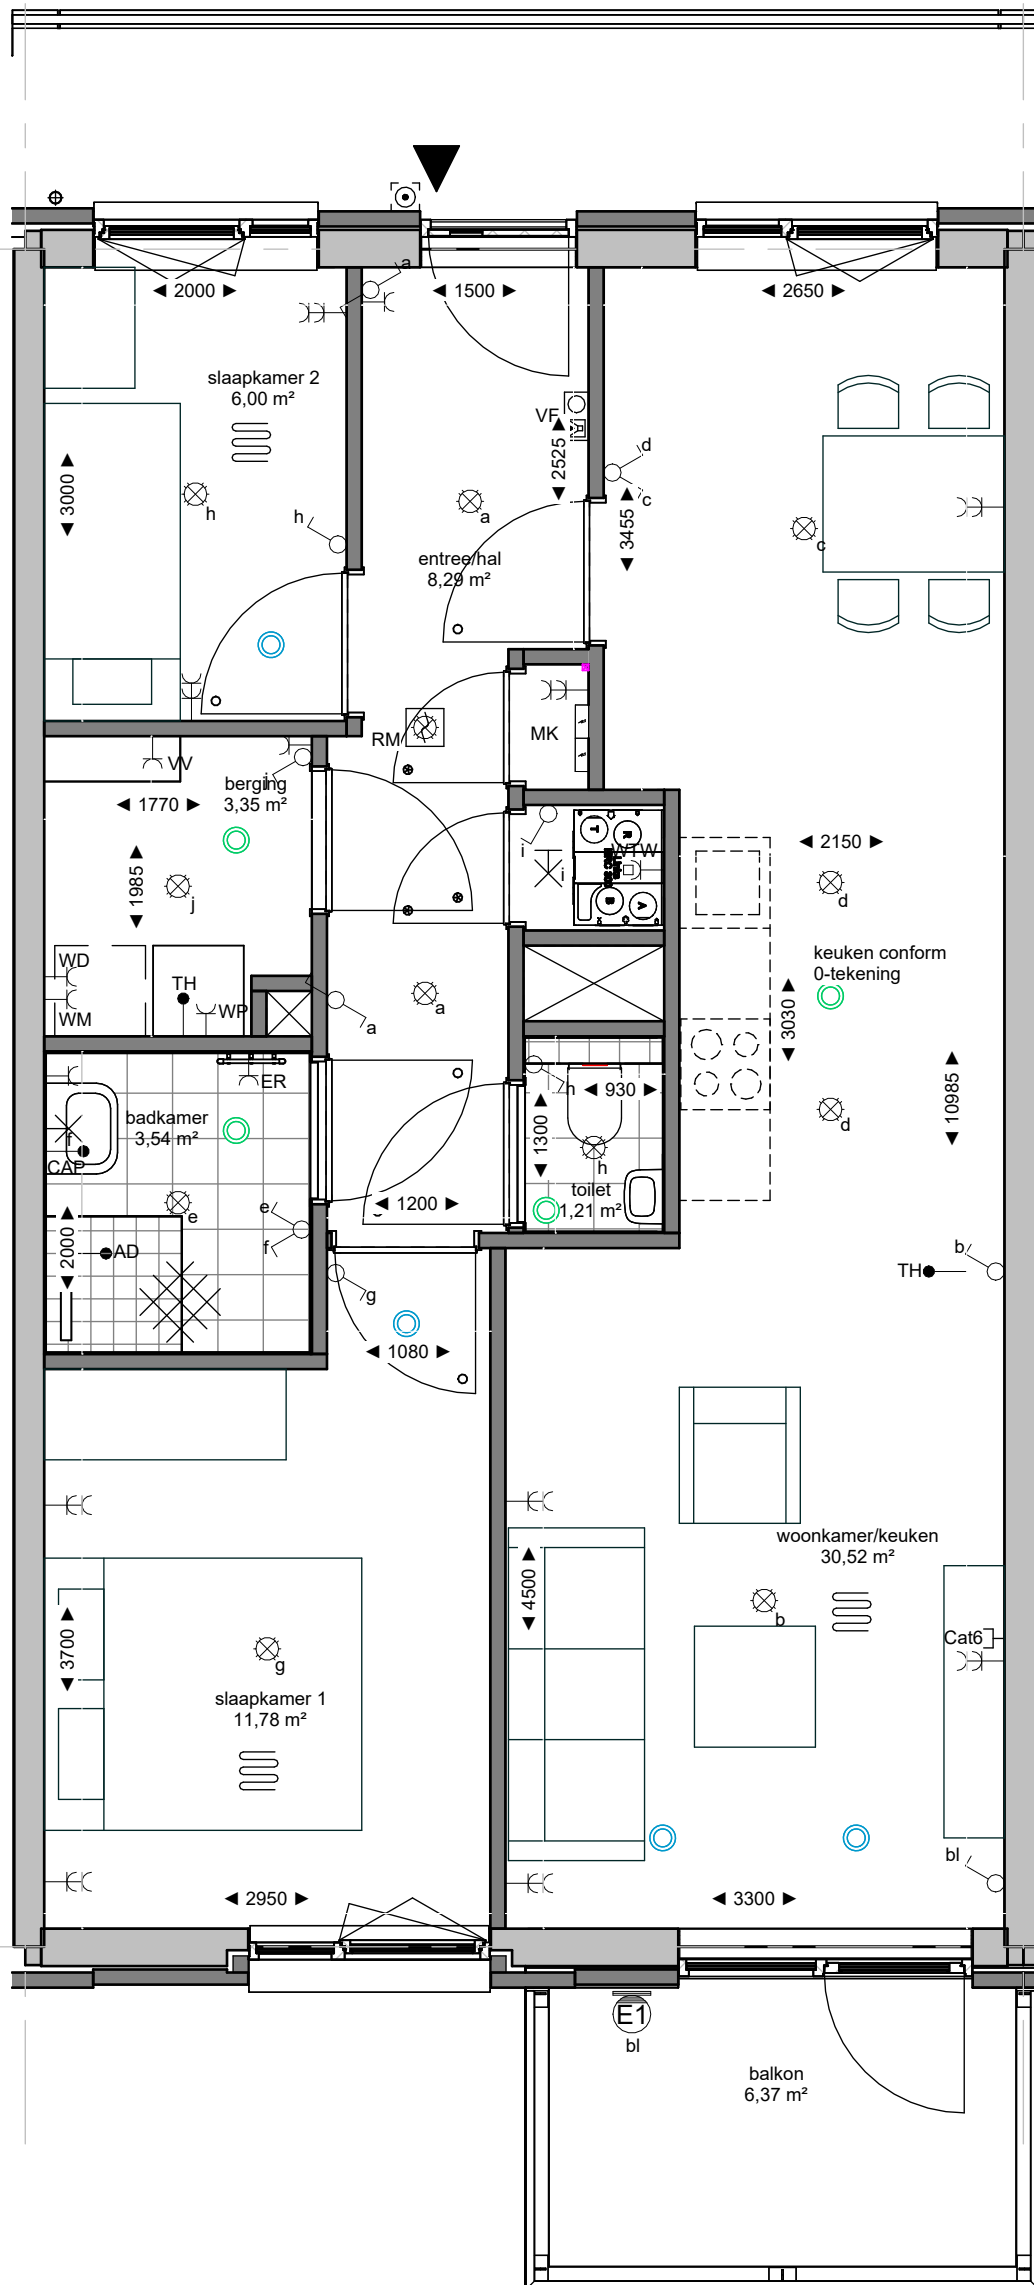 a
2000
1500
2650
slaapkamer 2
6,00 m²
VF
2525
d
c
3455
3000
h
h
a
c
entree/hal
8,29 m²
RM
MK
VV
j
berging
3,35 m²
1770
1985
j
i
i
T
R
WTW
B
A
2150
d
keuken conform
0-tekening
3030
WD
WM
TH
WP
a
a
ER
badkamer
3,54 m²
f
CAP
h
930
1300
h
toilet
1,21 m²
d
10985
e
e
f
1200
2000
AD
g
1080
TH
b
woonkamer/keuken
30,52 m²
4500
b
Cat6
3700
g
slaapkamer 1
11,78 m²
bl
2950
3300
E1
bl
balkon
6,37 m²